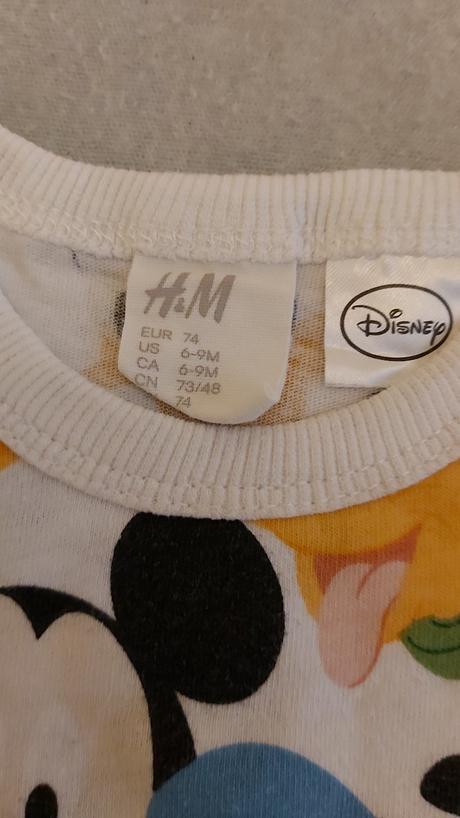 H&M
EUR 74
US 6-9M
CA 6-9M
CN 73/48
74
Disney